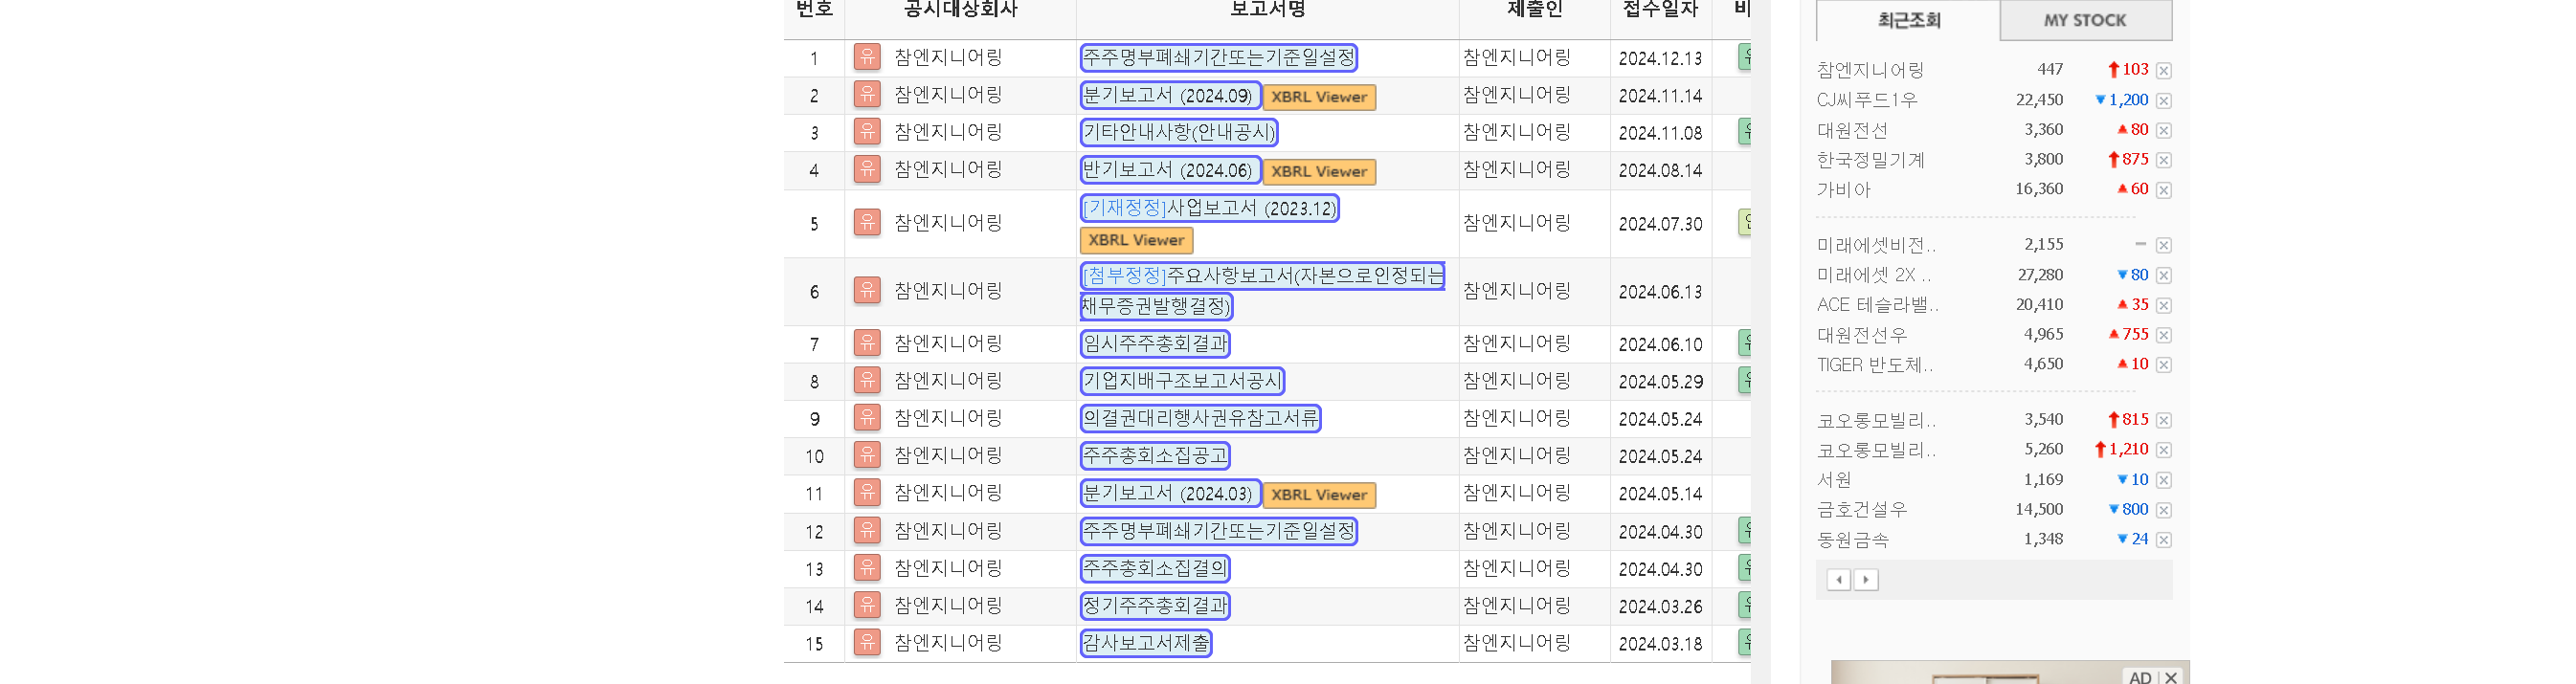 번호 공시대상회사 보고서명 제출인 접수일자
1 유 참엔지니어링 주주명부폐쇄기간또는기준일설정 참엔지니어링 2024.12.13
2 유 참엔지니어링 분기보고서 (2024.09) XBRL Viewer 참엔지니어링 2024.11.14
3 유 참엔지니어링 기타안내사항(안내공시) 참엔지니어링 2024.11.08
4 유 참엔지니어링 반기보고서 (2024.06) XBRL Viewer 참엔지니어링 2024.08.14
5 유 참엔지니어링 [기재정정]사업보고서 (2023.12) 참엔지니어링 2024.07.30
XBRL Viewer
6 유 참엔지니어링 [첨부정정]주요사항보고서(자본으로인정되는 참엔지니어링 2024.06.13
채무증권발행결정)
7 유 참엔지니어링 임시주주총회결과 참엔지니어링 2024.06.10
8 유 참엔지니어링 기업지배구조보고서공시 참엔지니어링 2024.05.29
9 유 참엔지니어링 의결권대리행사권유참고서류 참엔지니어링 2024.05.24
10 유 참엔지니어링 주주총회소집공고 참엔지니어링 2024.05.24
11 유 참엔지니어링 분기보고서 (2024.03) XBRL Viewer 참엔지니어링 2024.05.14
12 유 참엔지니어링 주주명부폐쇄기간또는기준일설정 참엔지니어링 2024.04.30
13 유 참엔지니어링 주주총회소집결의 참엔지니어링 2024.04.30
14 유 참엔지니어링 정기주주총회결과 참엔지니어링 2024.03.26
15 유 참엔지니어링 감사보고서제출 참엔지니어링 2024.03.18
최근조회 MY STOCK
참엔지니어링 447 103
CJ씨푸드1우 22,450 1,200
대원전선 3,360 80
한국정밀기계 3,800 875
가비아 16,360 60
미래에셋비전.. 2,155 –
미래에셋 2X .. 27,280 80
ACE 테슬라밸.. 20,410 35
대원전선우 4,965 755
TIGER 반도체.. 4,650 10
코오롱모빌리.. 3,540 815
코오롱모빌리.. 5,260 1,210
서원 1,169 10
금호건설우 14,500 800
동원금속 1,348 24
AD